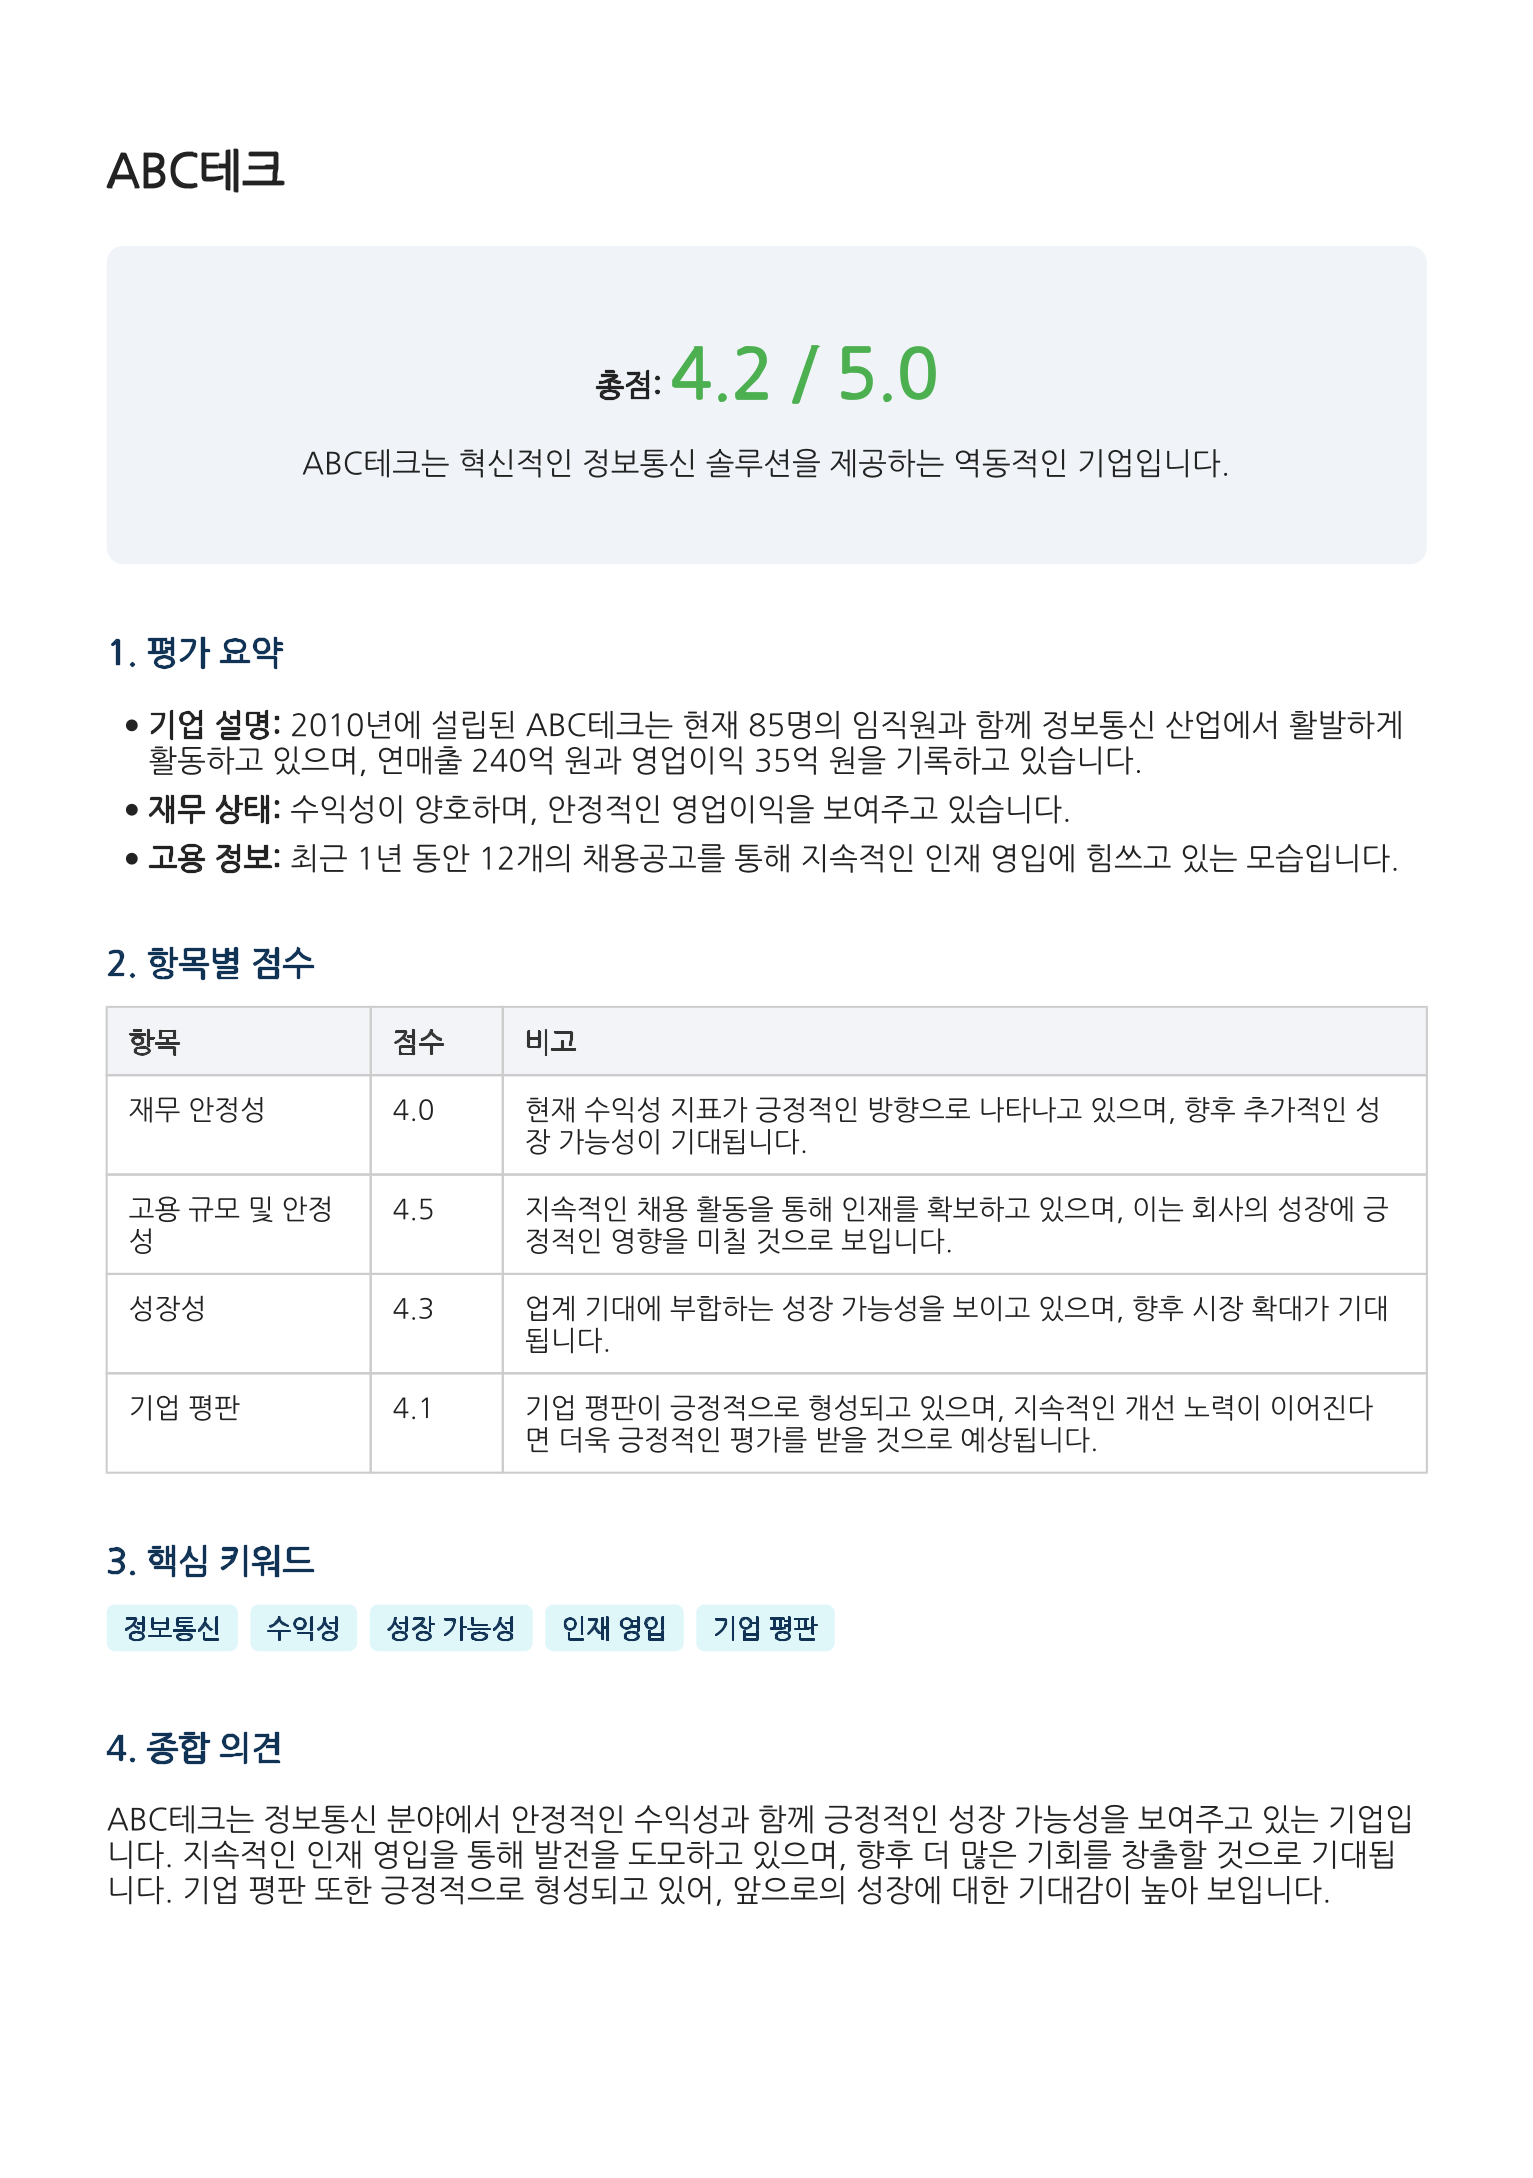 ABC테크
총점: 4.2 / 5.0
ABC테크는 혁신적인 정보통신 솔루션을 제공하는 역동적인 기업입니다.
1. 평가 요약
• 기업 설명: 2010년에 설립된 ABC테크는 현재 85명의 임직원과 함께 정보통신 산업에서 활발하게
활동하고 있으며, 연매출 240억 원과 영업이익 35억 원을 기록하고 있습니다.
• 재무 상태: 수익성이 양호하며, 안정적인 영업이익을 보여주고 있습니다.
• 고용 정보: 최근 1년 동안 12개의 채용공고를 통해 지속적인 인재 영입에 힘쓰고 있는 모습입니다.
2. 항목별 점수
항목 점수 비고
재무 안정성 4.0 현재 수익성 지표가 긍정적인 방향으로 나타나고 있으며, 향후 추가적인 성
장 가능성이 기대됩니다.
고용 규모 및 안정 4.5 지속적인 채용 활동을 통해 인재를 확보하고 있으며, 이는 회사의 성장에 긍
성 정적인 영향을 미칠 것으로 보입니다.
성장성 4.3 업계 기대에 부합하는 성장 가능성을 보이고 있으며, 향후 시장 확대가 기대
됩니다.
기업 평판 4.1 기업 평판이 긍정적으로 형성되고 있으며, 지속적인 개선 노력이 이어진다
면 더욱 긍정적인 평가를 받을 것으로 예상됩니다.
3. 핵심 키워드
정보통신 수익성 성장 가능성 인재 영입 기업 평판
4. 종합 의견
ABC테크는 정보통신 분야에서 안정적인 수익성과 함께 긍정적인 성장 가능성을 보여주고 있는 기업입
니다. 지속적인 인재 영입을 통해 발전을 도모하고 있으며, 향후 더 많은 기회를 창출할 것으로 기대됩
니다. 기업 평판 또한 긍정적으로 형성되고 있어, 앞으로의 성장에 대한 기대감이 높아 보입니다.